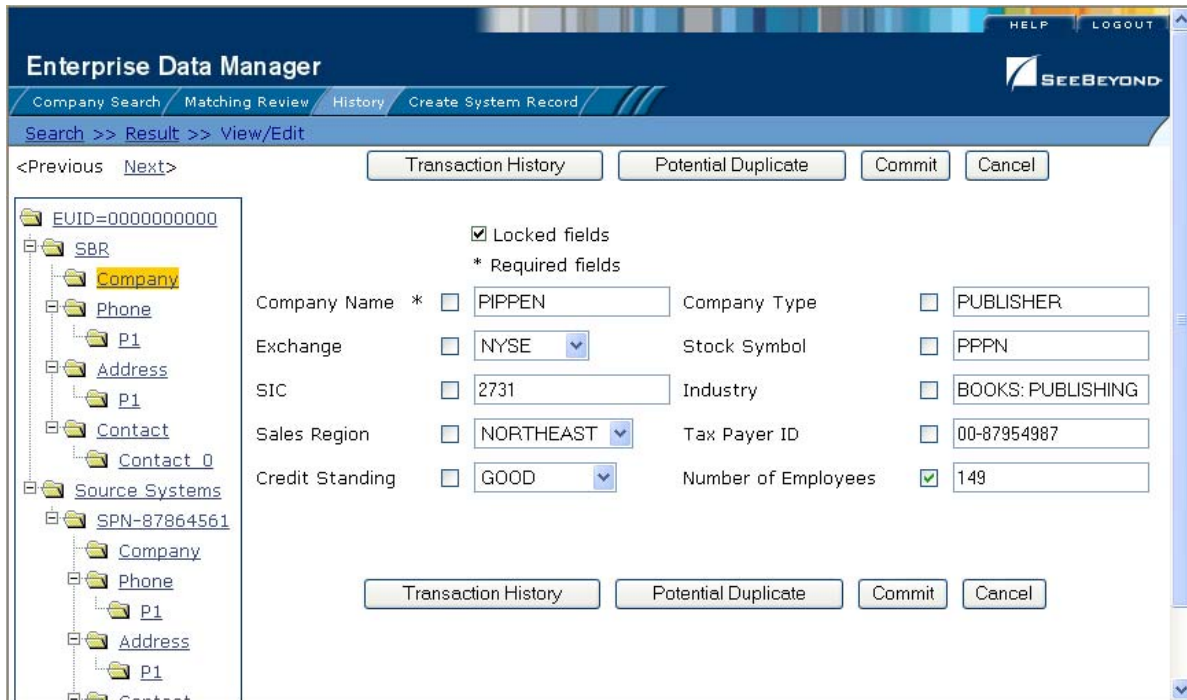 HELP LOGOUT
Enterprise Data Manager
SEEBEYOND
Company Search Matching Review History Create System Record
Search >> Result >> View/Edit
<Previous Next>
Transaction History Potential Duplicate Commit Cancel
EUID=0000000000
SBR
Company
Phone
P1
Address
P1
Contact
Contact 0
Source Systems
SPN-87864561
Company
Phone
P1
Address
P1
Contact
Locked fields
* Required fields
Company Name * PIPPEN Company Type PUBLISHER
Exchange NYSE Stock Symbol PPPN
SIC 2731 Industry BOOKS: PUBLISHING
Sales Region NORTHEAST Tax Payer ID 00-87954987
Credit Standing GOOD Number of Employees 149
Transaction History Potential Duplicate Commit Cancel